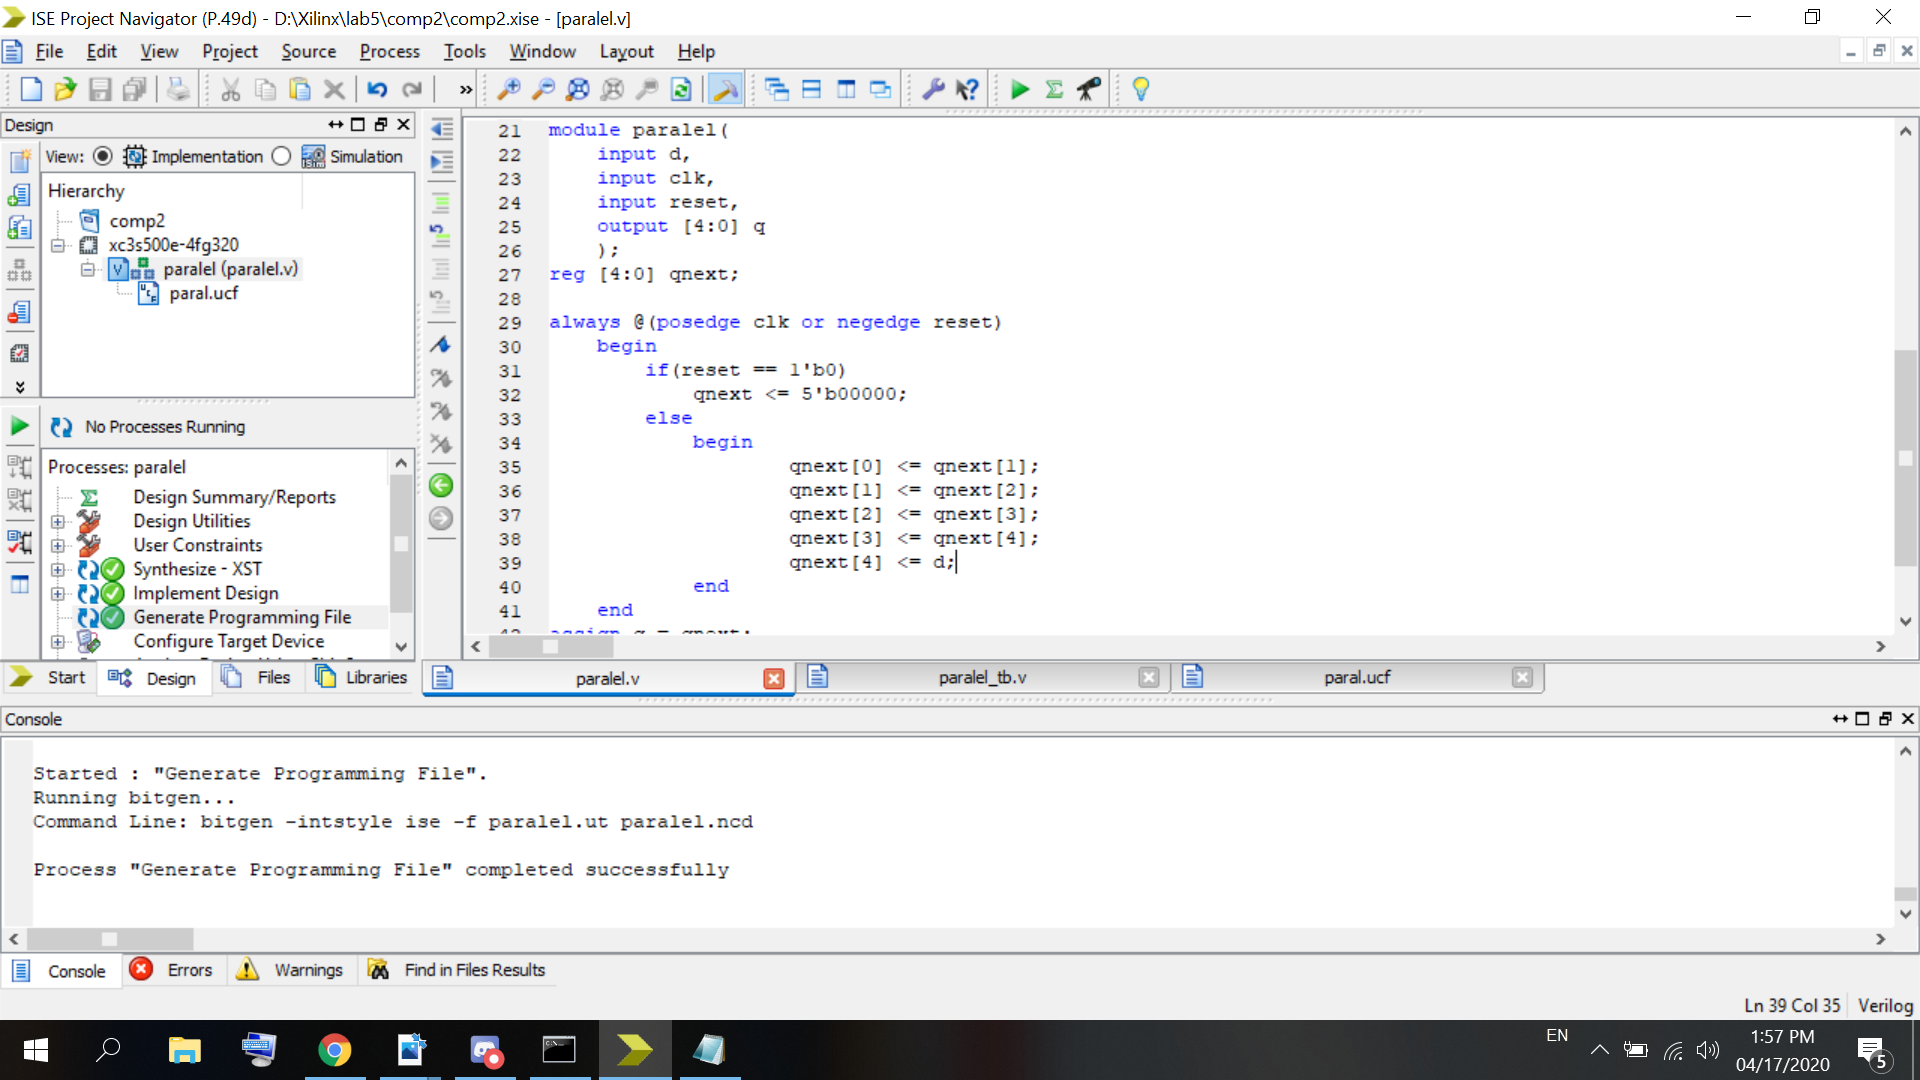 ISE Project Navigator (P.49d) - D:\Xilinx\lab5\comp2\comp2.xise - [paralel.v]
File Edit View Project Source Process Tools Window Layout Help
Design
View: Implementation Simulation
Hierarchy
comp2
xc3s500e-4fg320
paralel (paralel.v)
paral.ucf
No Processes Running
Processes: paralel
Design Summary/Reports
Design Utilities
User Constraints
Synthesize - XST
Implement Design
Generate Programming File
Configure Target Device
Start Design Files Libraries
21 module paralel(
22 input d,
23 input clk,
24 input reset,
25 output [4:0] q
26 );
27 reg [4:0] qnext;
28
29 always @(posedge clk or negedge reset)
30 begin
31 if(reset == 1'b0)
32 qnext <= 5'b00000;
33 else
34 begin
35 qnext[0] <= qnext[1];
36 qnext[1] <= qnext[2];
37 qnext[2] <= qnext[3];
38 qnext[3] <= qnext[4];
39 qnext[4] <= d;
40 end
41 end
42 assign q = qnext;
paralel.v paralel_tb.v paral.ucf
Console
Started : "Generate Programming File".
Running bitgen...
Command Line: bitgen -intstyle ise -f paralel.ut paralel.ncd
Process "Generate Programming File" completed successfully
Console Errors Warnings Find in Files Results
Ln 39 Col 35 Verilog
EN
1:57 PM
04/17/2020
5